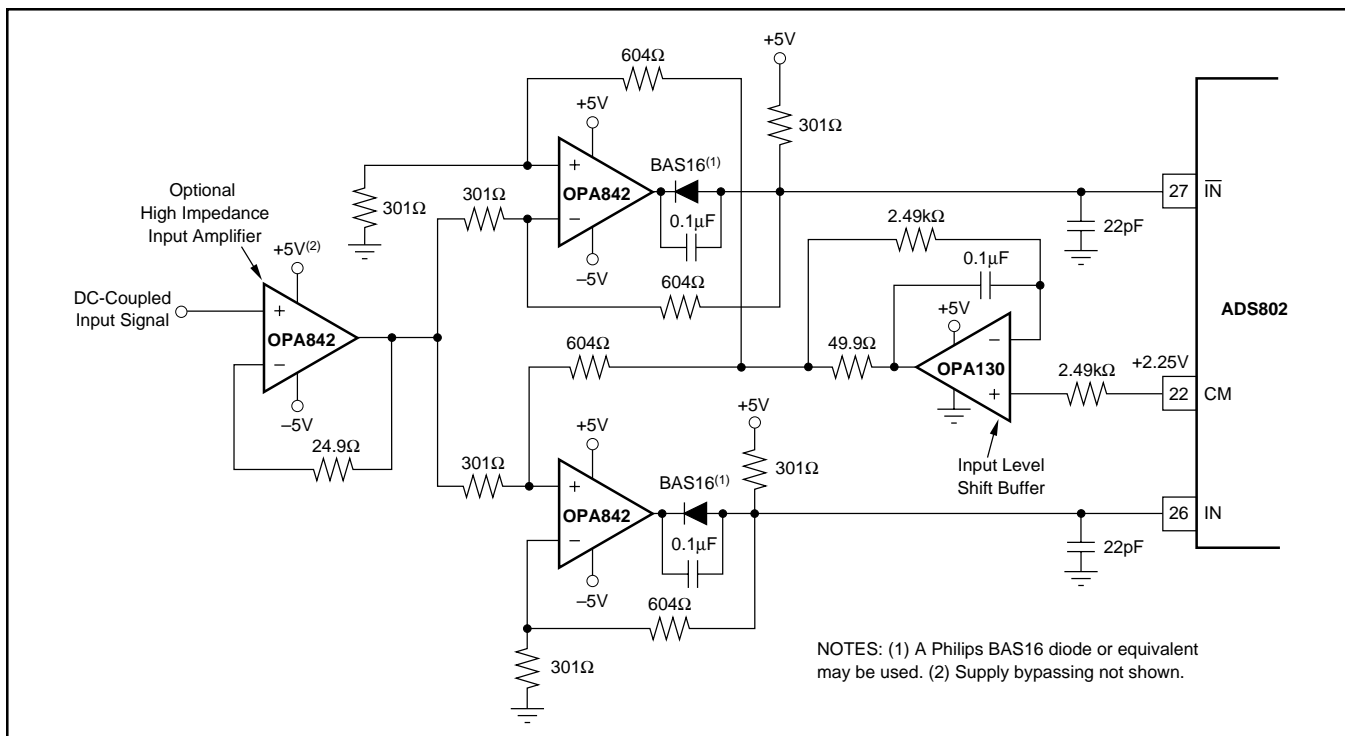 +5V
604Ω
+5V
301Ω
BAS16(1)
+
OPA842
−
0.1µF
−5V
27
IN
22pF
Optional
High Impedance
Input Amplifier
301Ω
301Ω
604Ω
2.49kΩ
0.1µF
+5V(2)
DC-Coupled
Input Signal
+
OPA842
−
−5V
24.9Ω
604Ω
49.9Ω
+5V
OPA130
−
+
2.49kΩ
+2.25V
22
CM
ADS802
Input Level
Shift Buffer
301Ω
+5V
+
OPA842
−
−5V
BAS16(1)
0.1µF
+5V
301Ω
604Ω
301Ω
26
IN
22pF
NOTES: (1) A Philips BAS16 diode or equivalent
may be used. (2) Supply bypassing not shown.